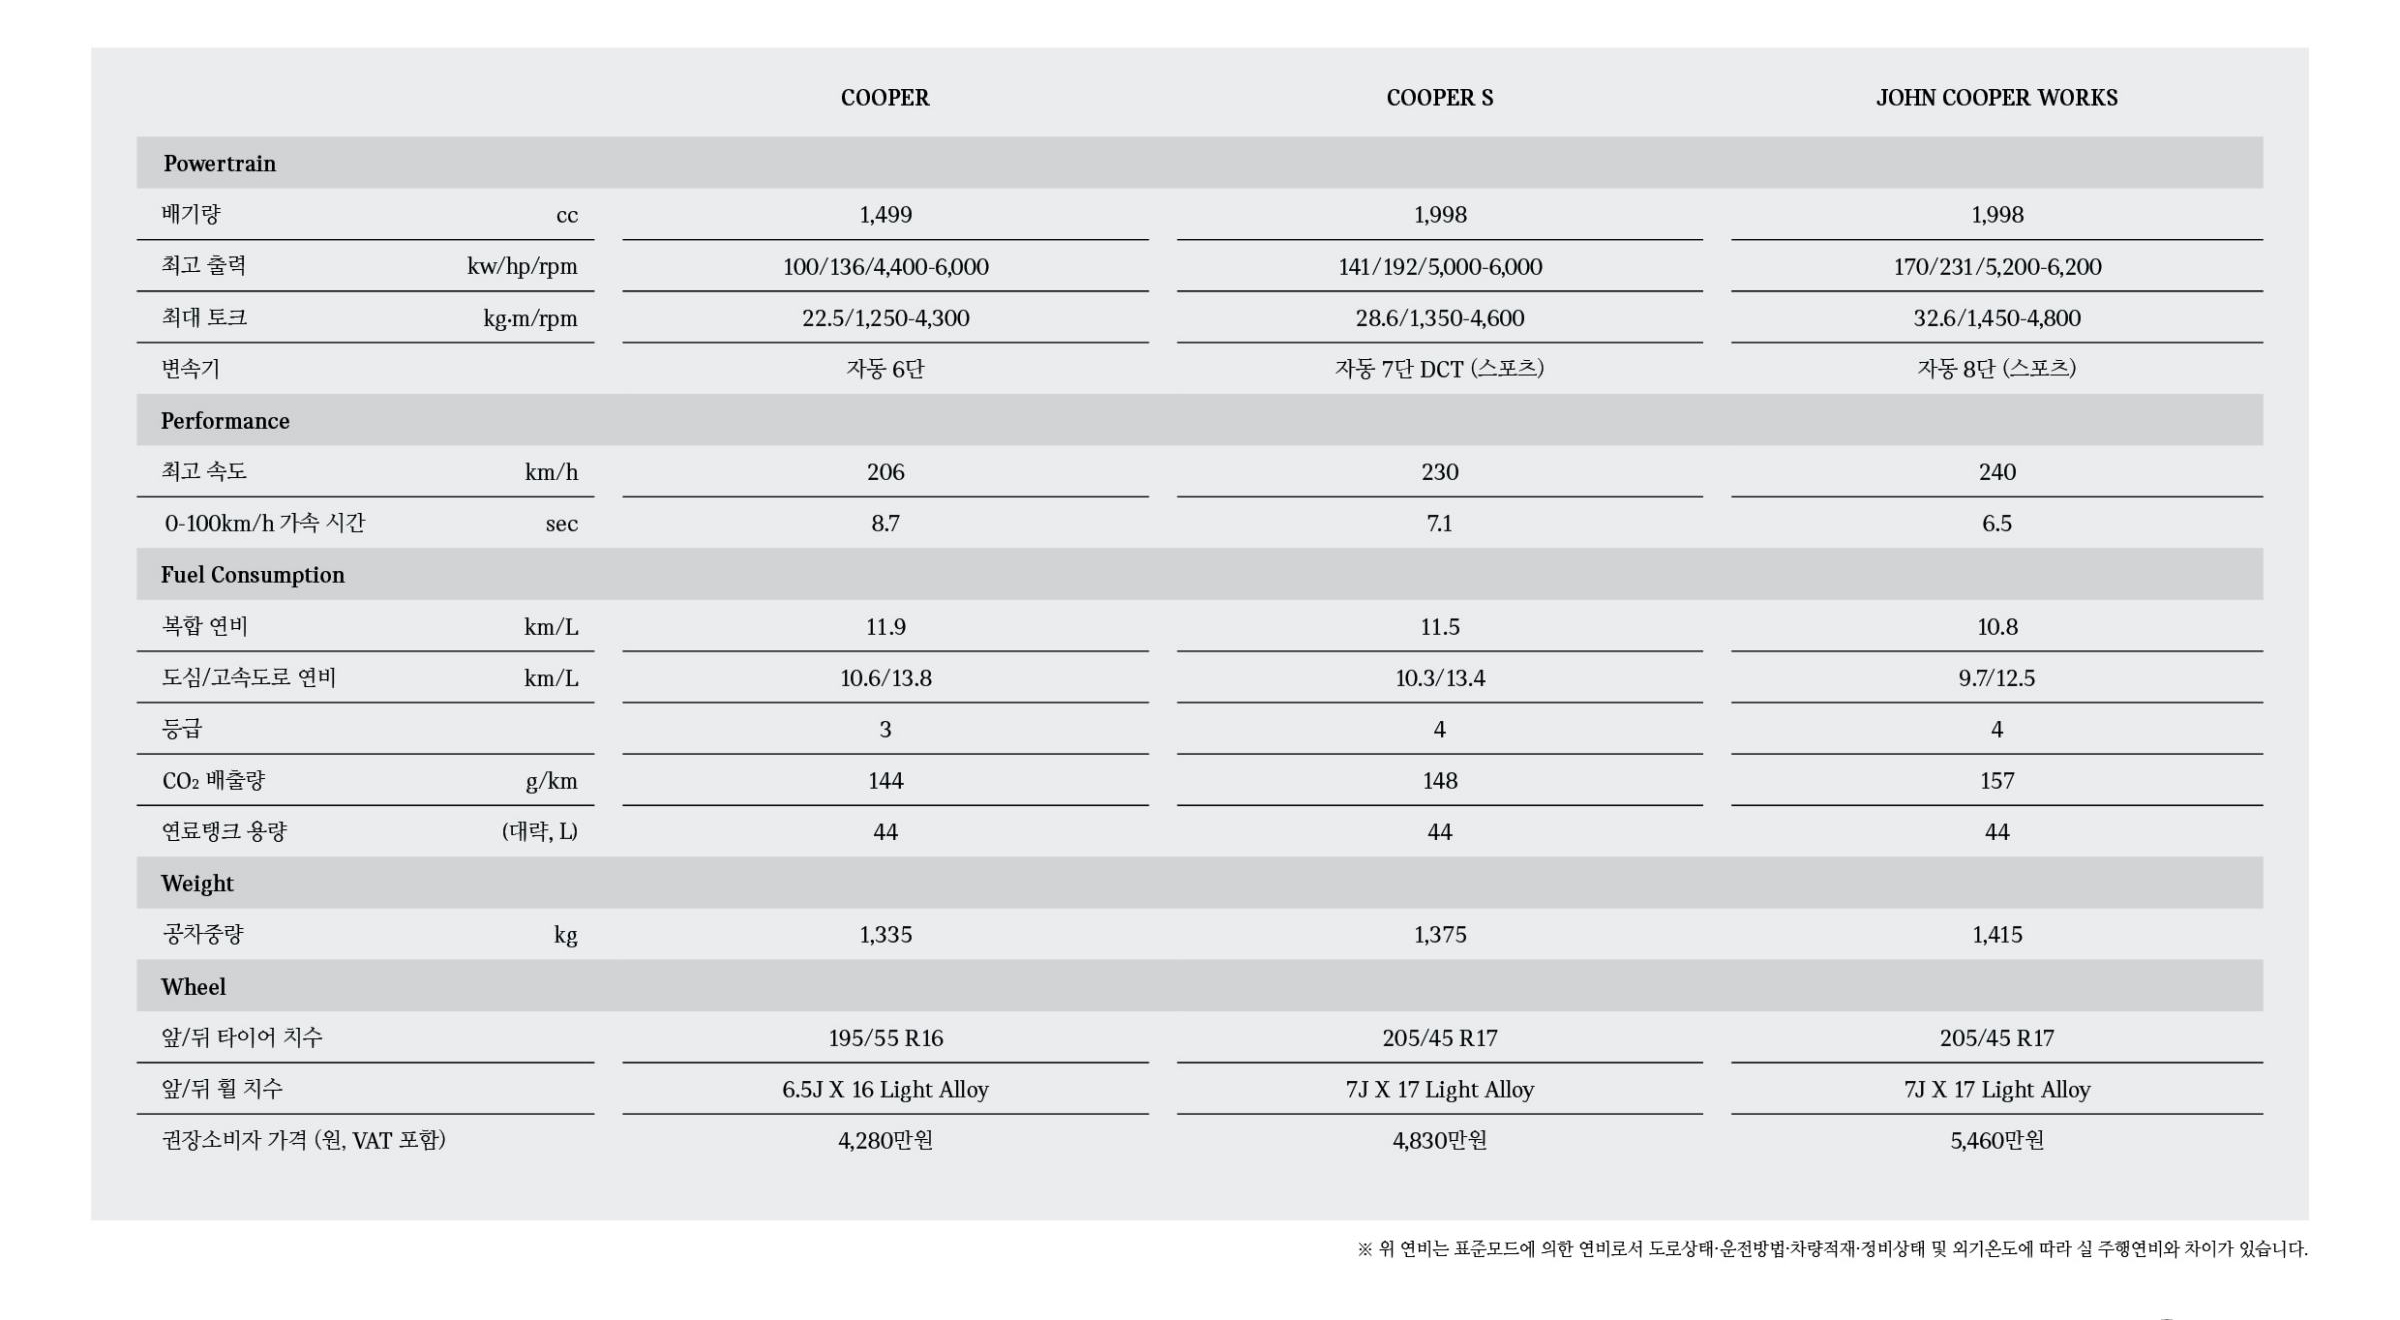 COOPER COOPER S JOHN COOPER WORKS
Powertrain
배기량 cc 1,499 1,998 1,998
최고 출력 kw/hp/rpm 100/136/4,400-6,000 141/192/5,000-6,000 170/231/5,200-6,200
최대 토크 kg·m/rpm 22.5/1,250-4,300 28.6/1,350-4,600 32.6/1,450-4,800
변속기 자동 6단 자동 7단 DCT (스포츠) 자동 8단 (스포츠)
Performance
최고 속도 km/h 206 230 240
0-100km/h 가속 시간 sec 8.7 7.1 6.5
Fuel Consumption
복합 연비 km/L 11.9 11.5 10.8
도심/고속도로 연비 km/L 10.6/13.8 10.3/13.4 9.7/12.5
등급 3 4 4
CO₂ 배출량 g/km 144 148 157
연료탱크 용량 (대략, L) 44 44 44
Weight
공차중량 kg 1,335 1,375 1,415
Wheel
앞/뒤 타이어 치수 195/55 R16 205/45 R17 205/45 R17
앞/뒤 휠 치수 6.5J X 16 Light Alloy 7J X 17 Light Alloy 7J X 17 Light Alloy
권장소비자 가격 (원, VAT 포함) 4,280만원 4,830만원 5,460만원
※ 위 연비는 표준모드에 의한 연비로서 도로상태·운전방법·차량적재·정비상태 및 외기온도에 따라 실 주행연비와 차이가 있습니다.